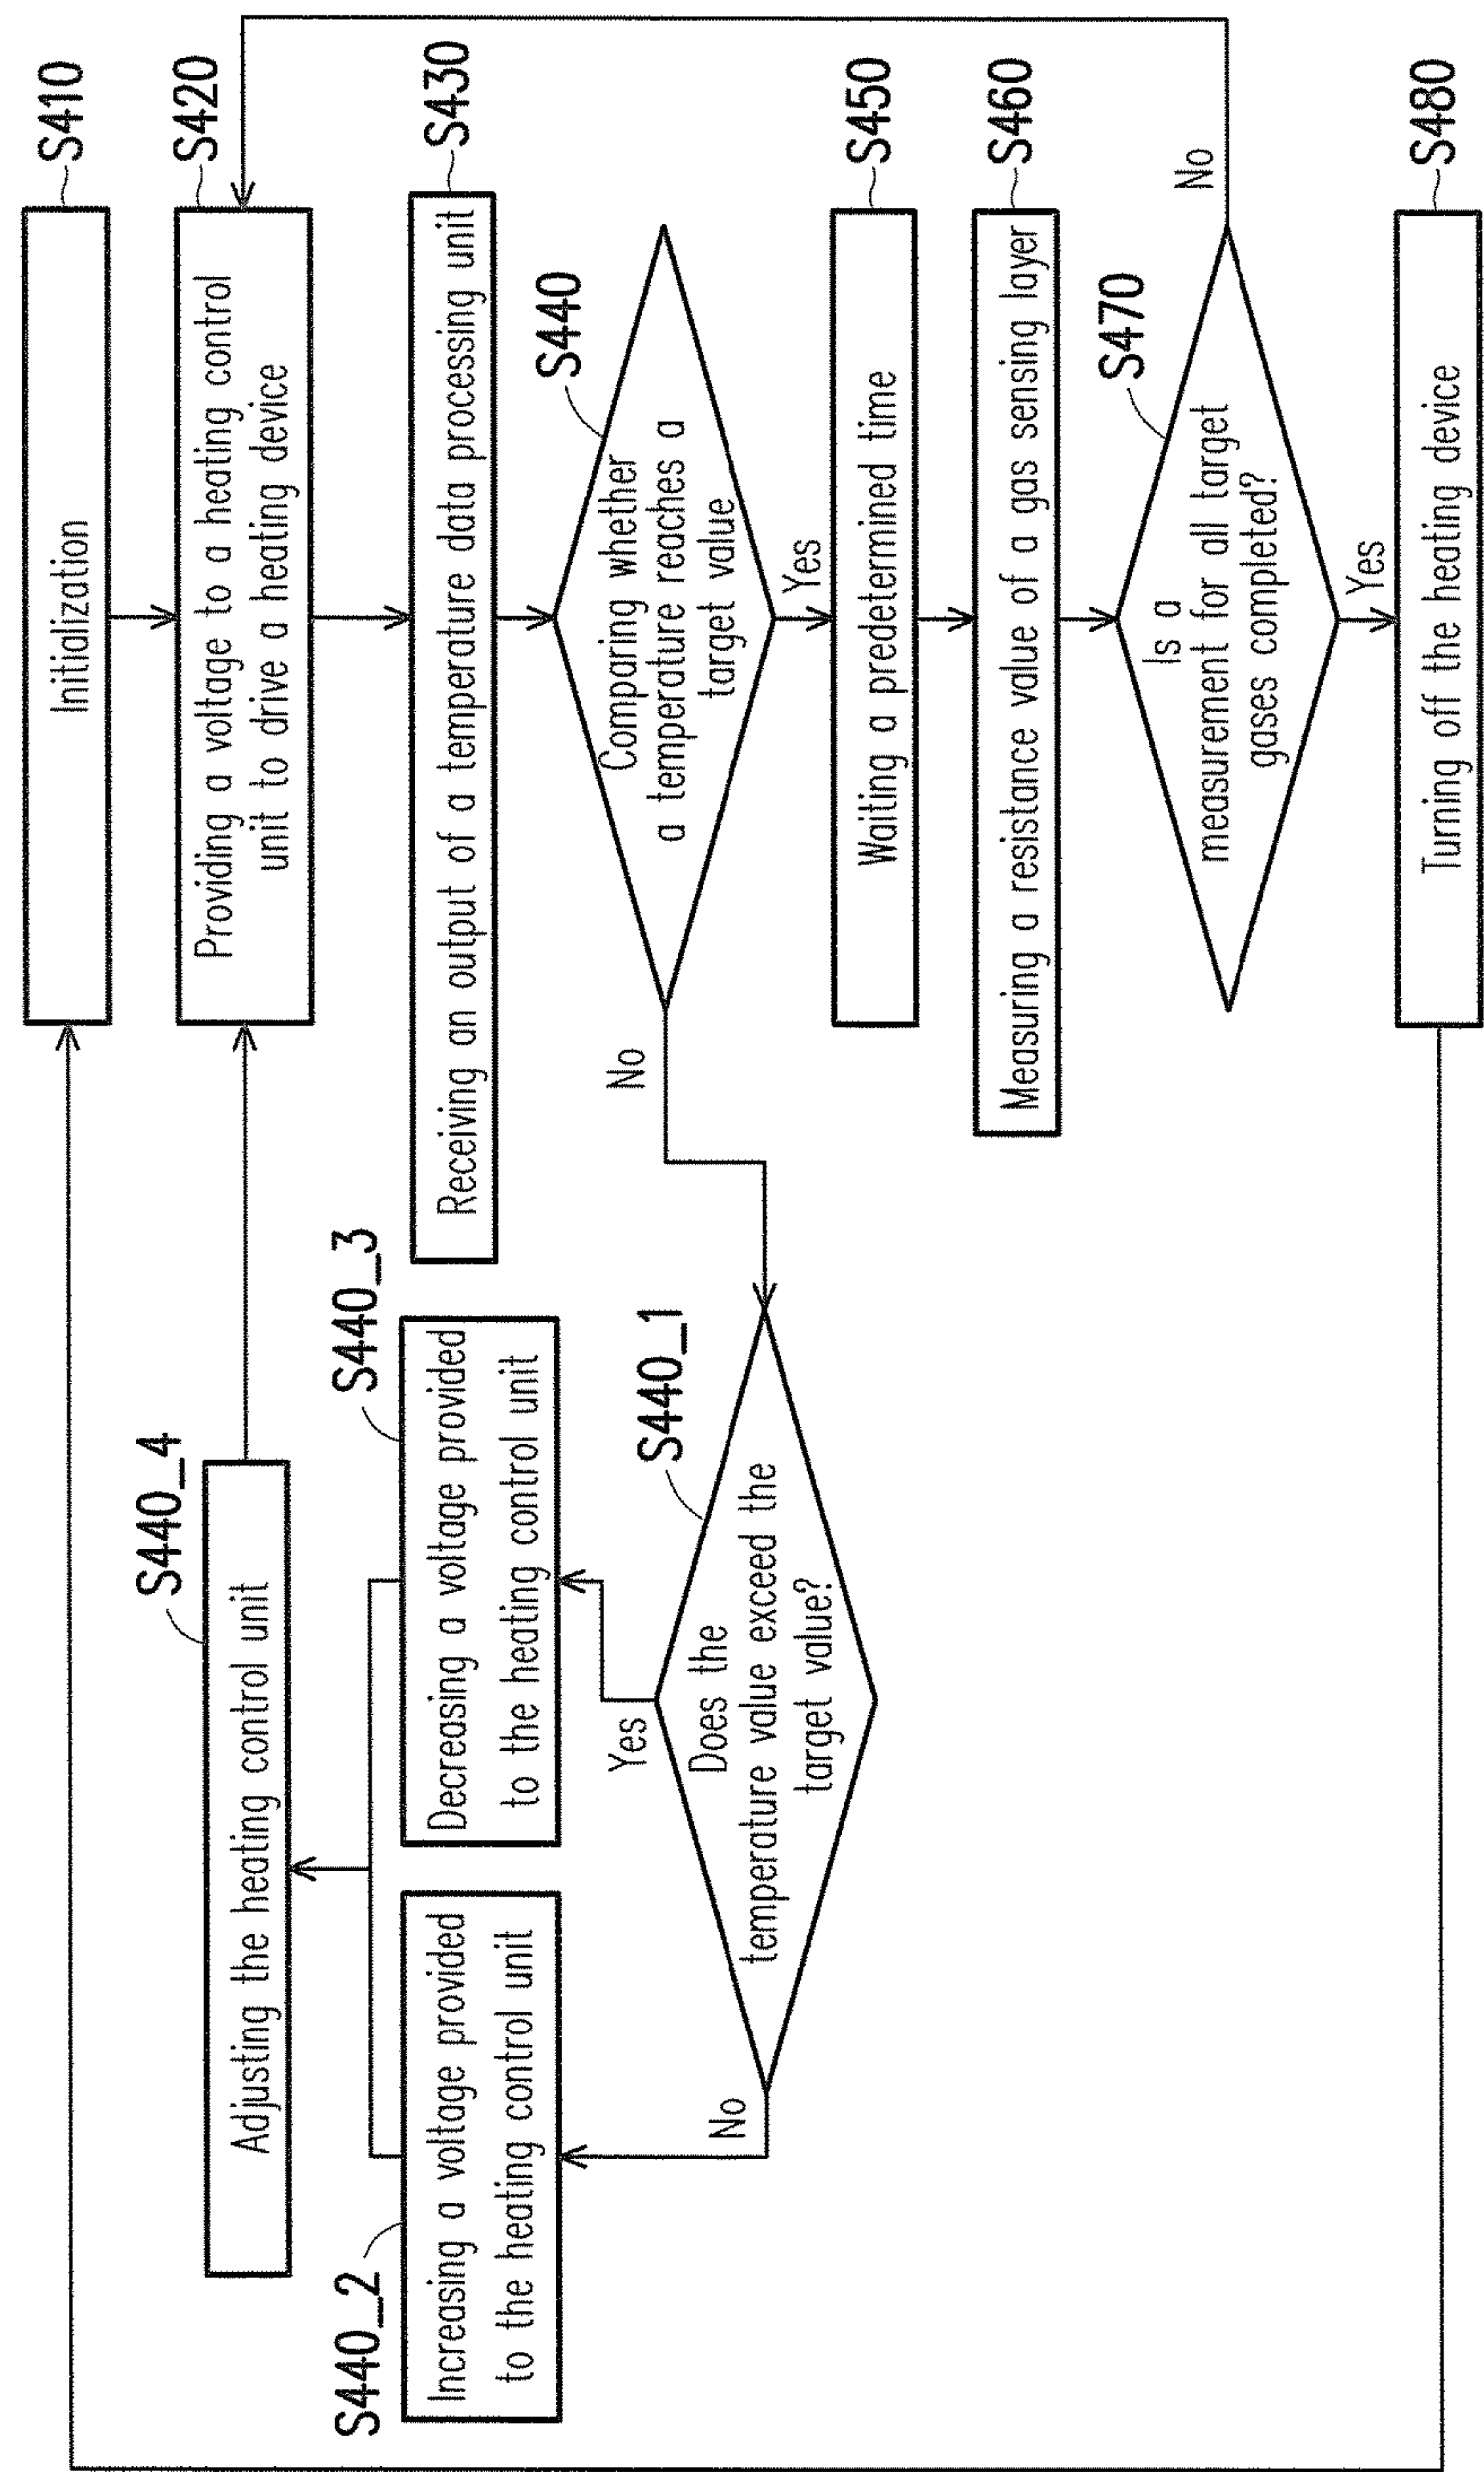 S410
Initialization
S420
Providing a voltage to a heating control
unit to drive a heating device
S430
Receiving an output of a temperature data processing unit
S440
Comparing whether
a temperature reaches a
target value
No
Yes
S440_1
Does the
temperature value exceed the
target value?
No
Yes
S440_2
Increasing a voltage provided
to the heating control unit
S440_3
Decreasing a voltage provided
to the heating control unit
S440_4
Adjusting the heating control unit
S450
Waiting a predetermined time
S460
Measuring a resistance value of a gas sensing layer
S470
Is a
measurement for all target
gases completed?
No
Yes
S480
Turning off the heating device